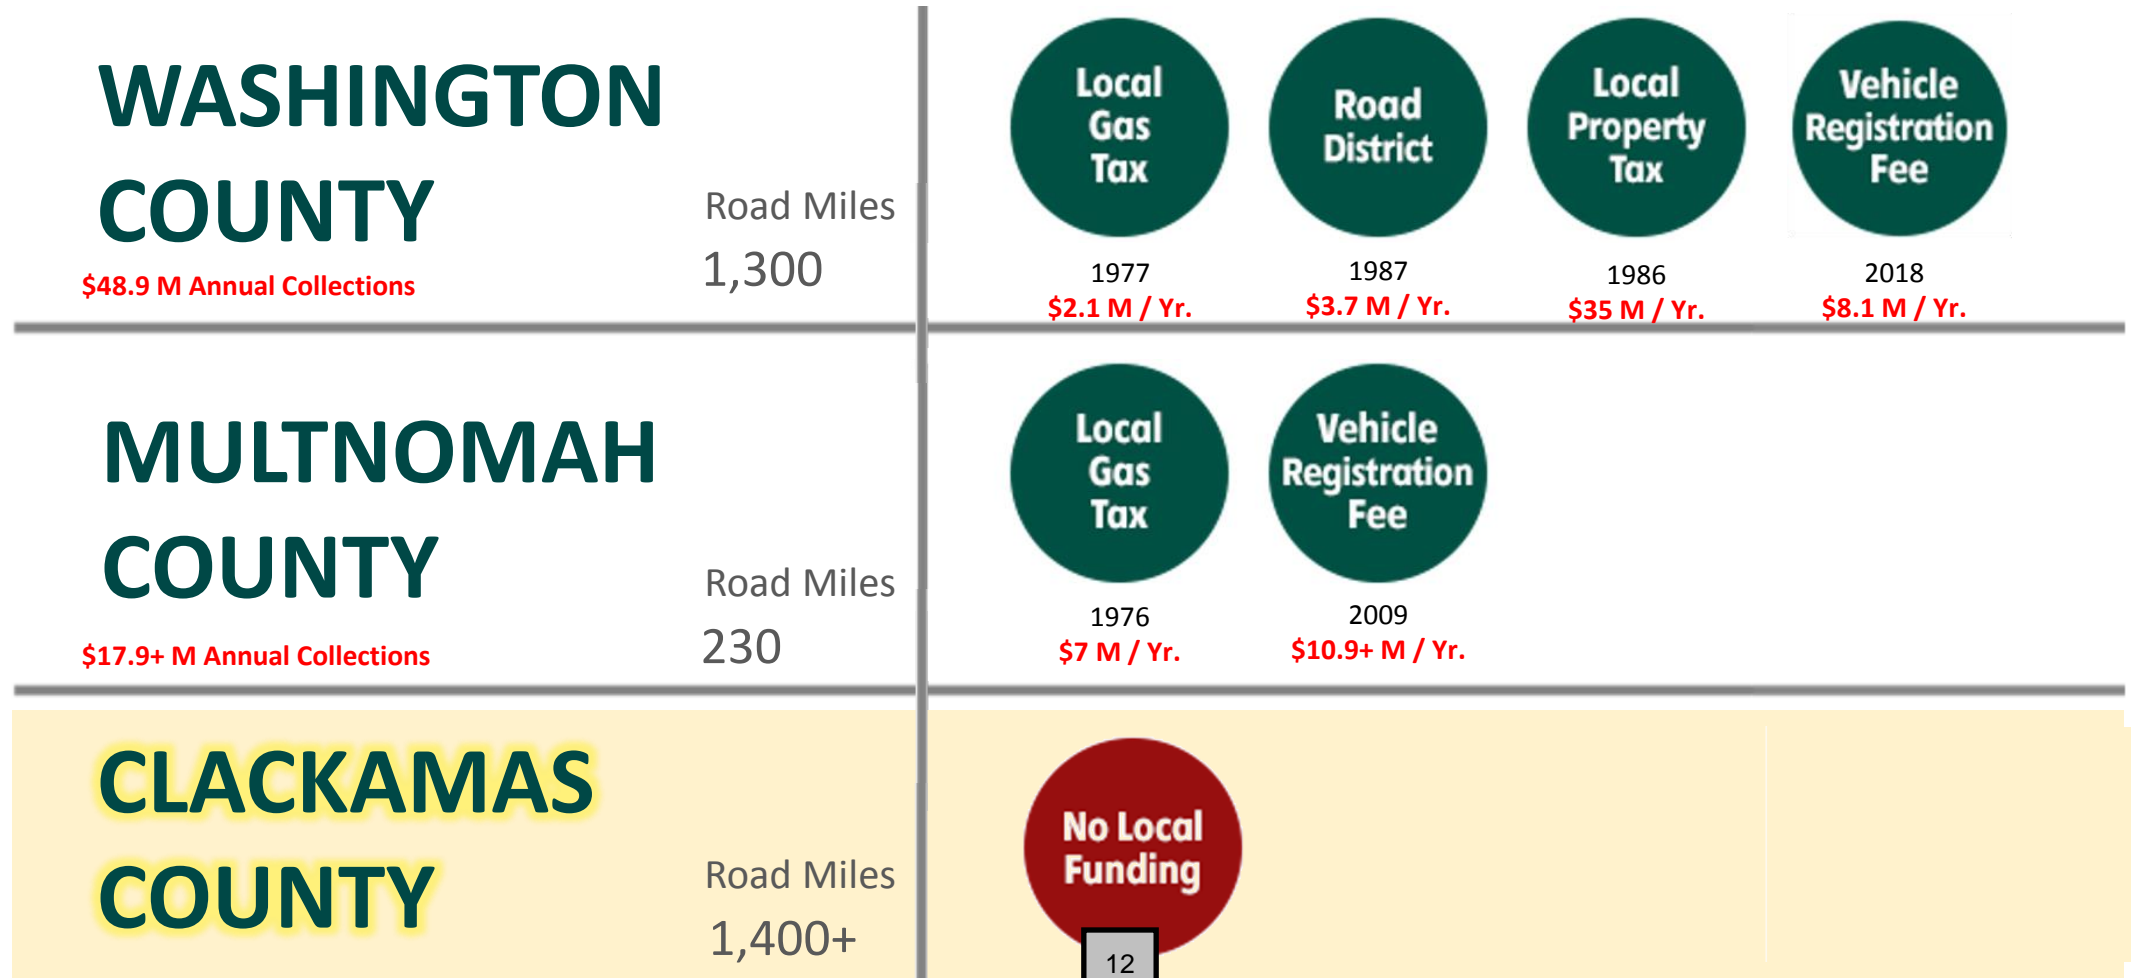 WASHINGTON
COUNTY
$48.9 M Annual Collections
Road Miles
1,300
Local
Gas
Tax
1977
$2.1 M / Yr.
Road
District
1987
$3.7 M / Yr.
Local
Property
Tax
1986
$35 M / Yr.
Vehicle
Registration
Fee
2018
$8.1 M / Yr.
MULTNOMAH
COUNTY
$17.9+ M Annual Collections
Road Miles
230
Local
Gas
Tax
1976
$7 M / Yr.
Vehicle
Registration
Fee
2009
$10.9+ M / Yr.
CLACKAMAS
COUNTY
Road Miles
1,400+
No Local
Funding
12